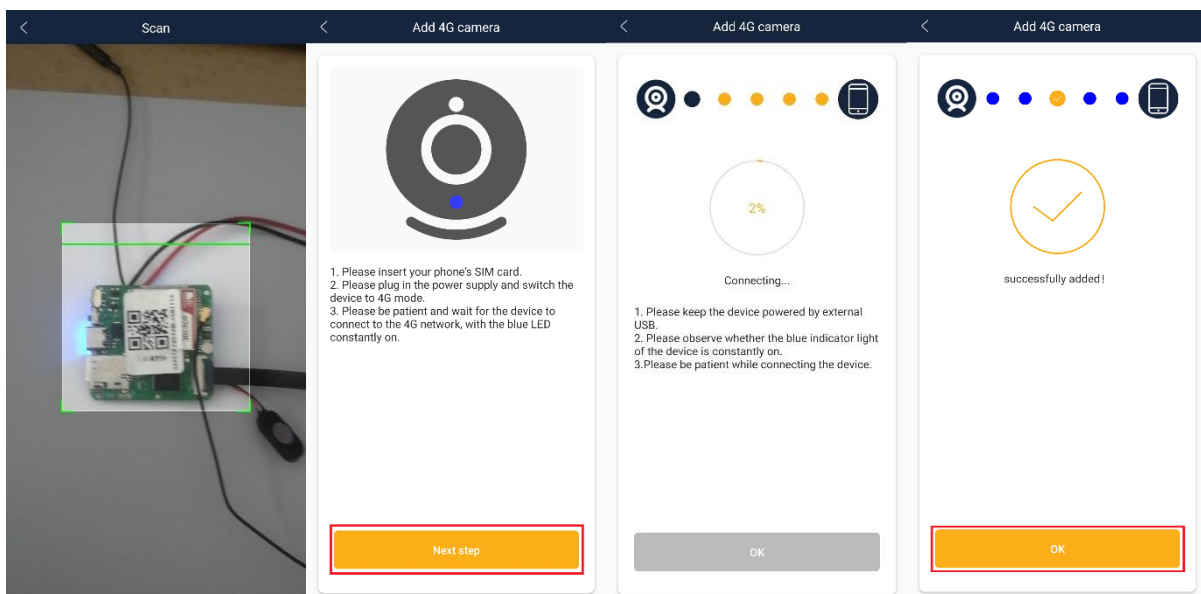 Scan
Add 4G camera
1. Please insert your phone's SIM card.
2. Please plug in the power supply and switch the
device to 4G mode.
3. Please be patient and wait for the device to
connect to the 4G network, with the blue LED
constantly on.
Next step
Add 4G camera
2%
Connecting...
1. Please keep the device powered by external
USB.
2. Please observe whether the blue indicator light
of the device is constantly on.
3.Please be patient while connecting the device.
OK
Add 4G camera
successfully added!
OK